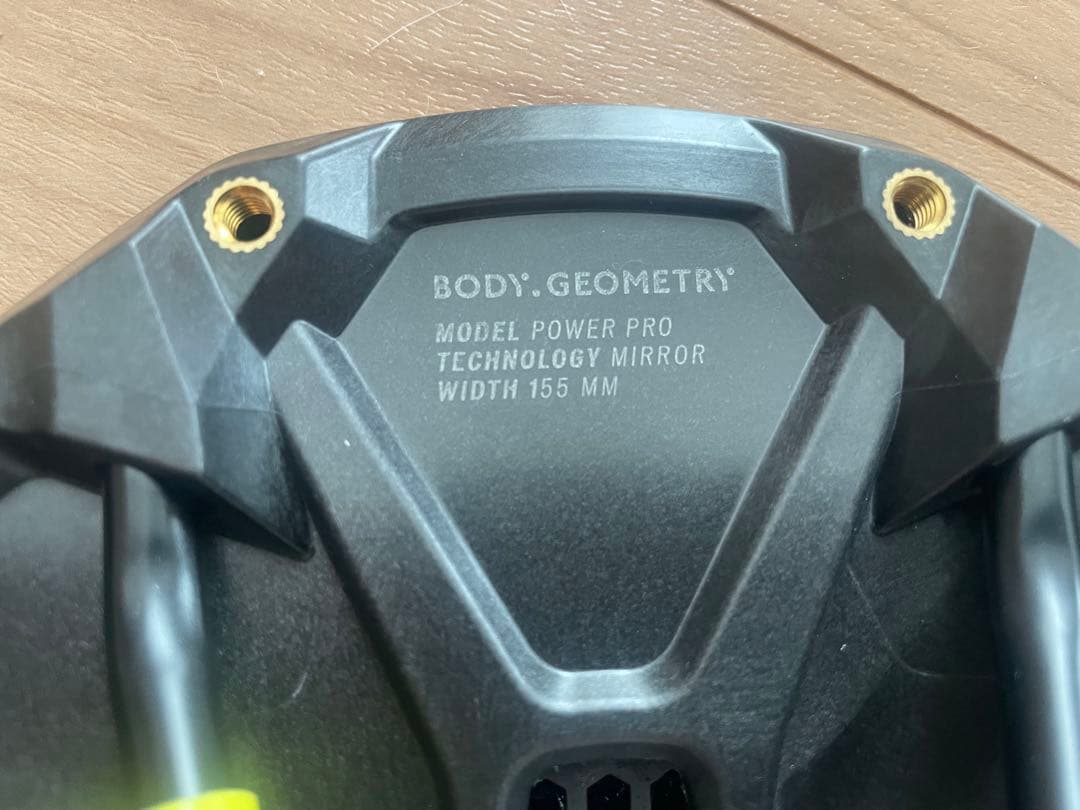 BODY.GEOMETRY
MODEL POWER PRO
TECHNOLOGY MIRROR
WIDTH 155 MM